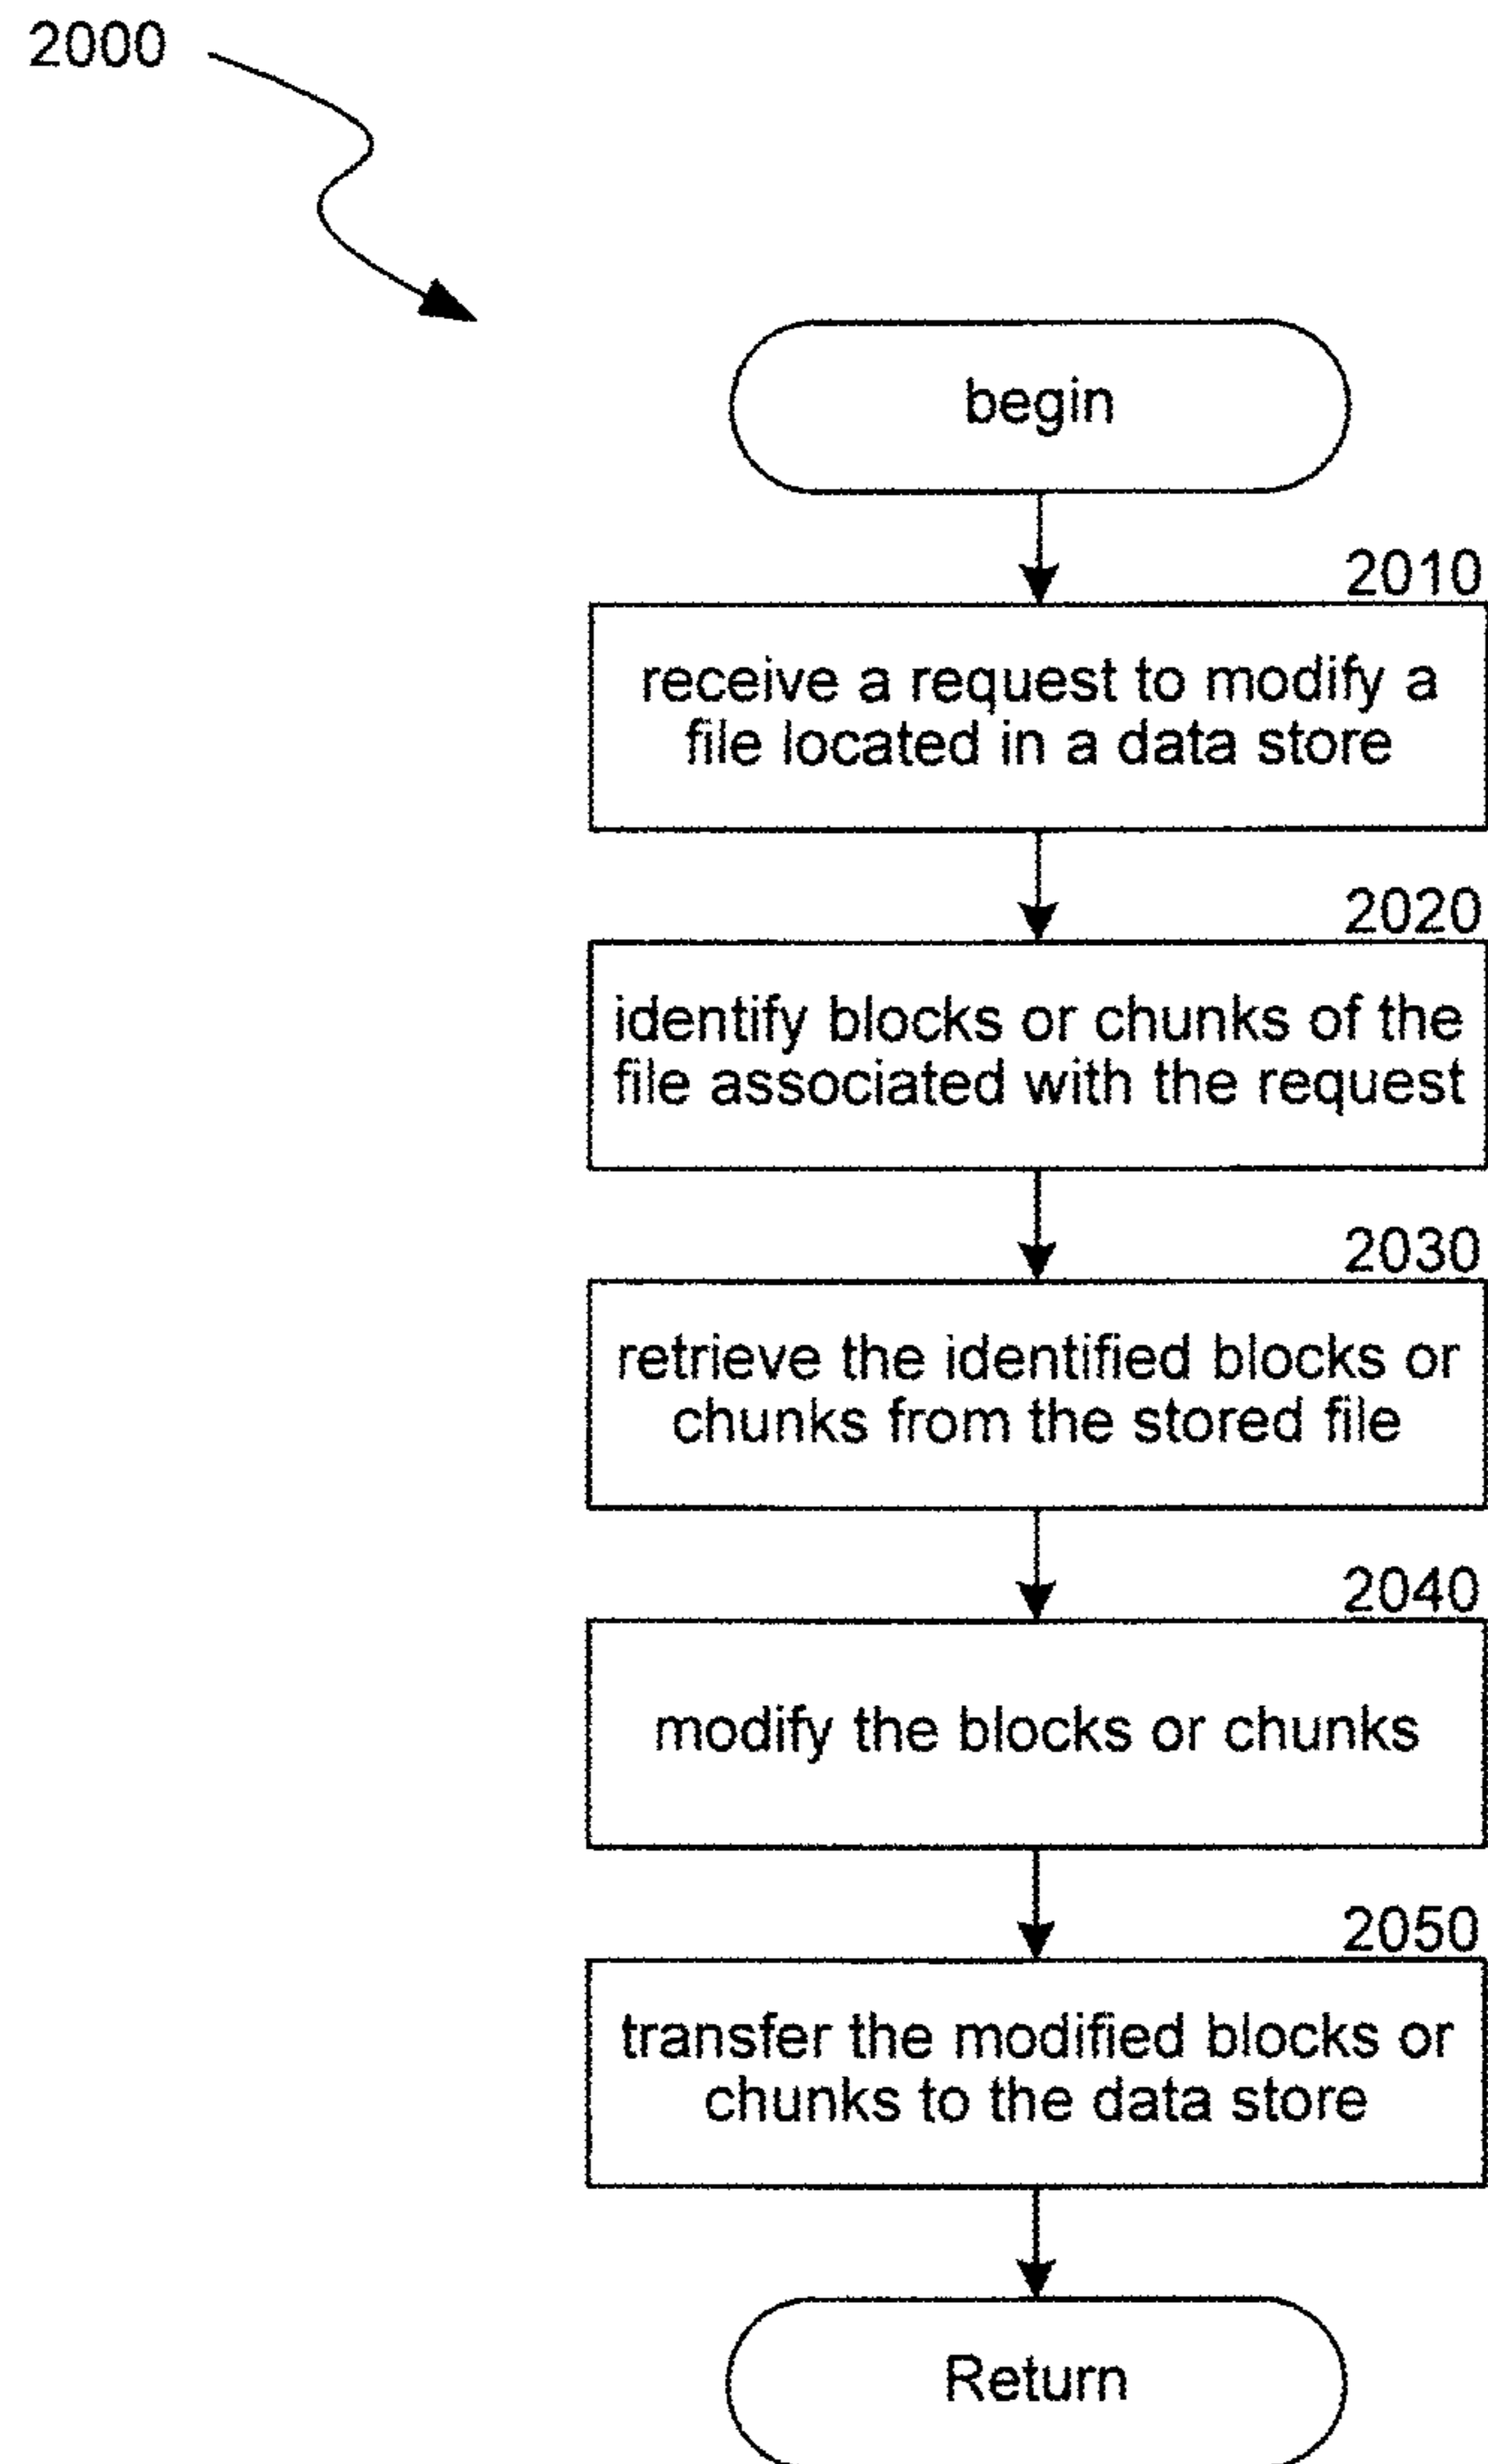 2000
begin
2010
receive a request to modify a
file located in a data store
2020
identify blocks or chunks of the
file associated with the request
2030
retrieve the identified blocks or
chunks from the stored file
2040
modify the blocks or chunks
2050
transfer the modified blocks or
chunks to the data store
Return